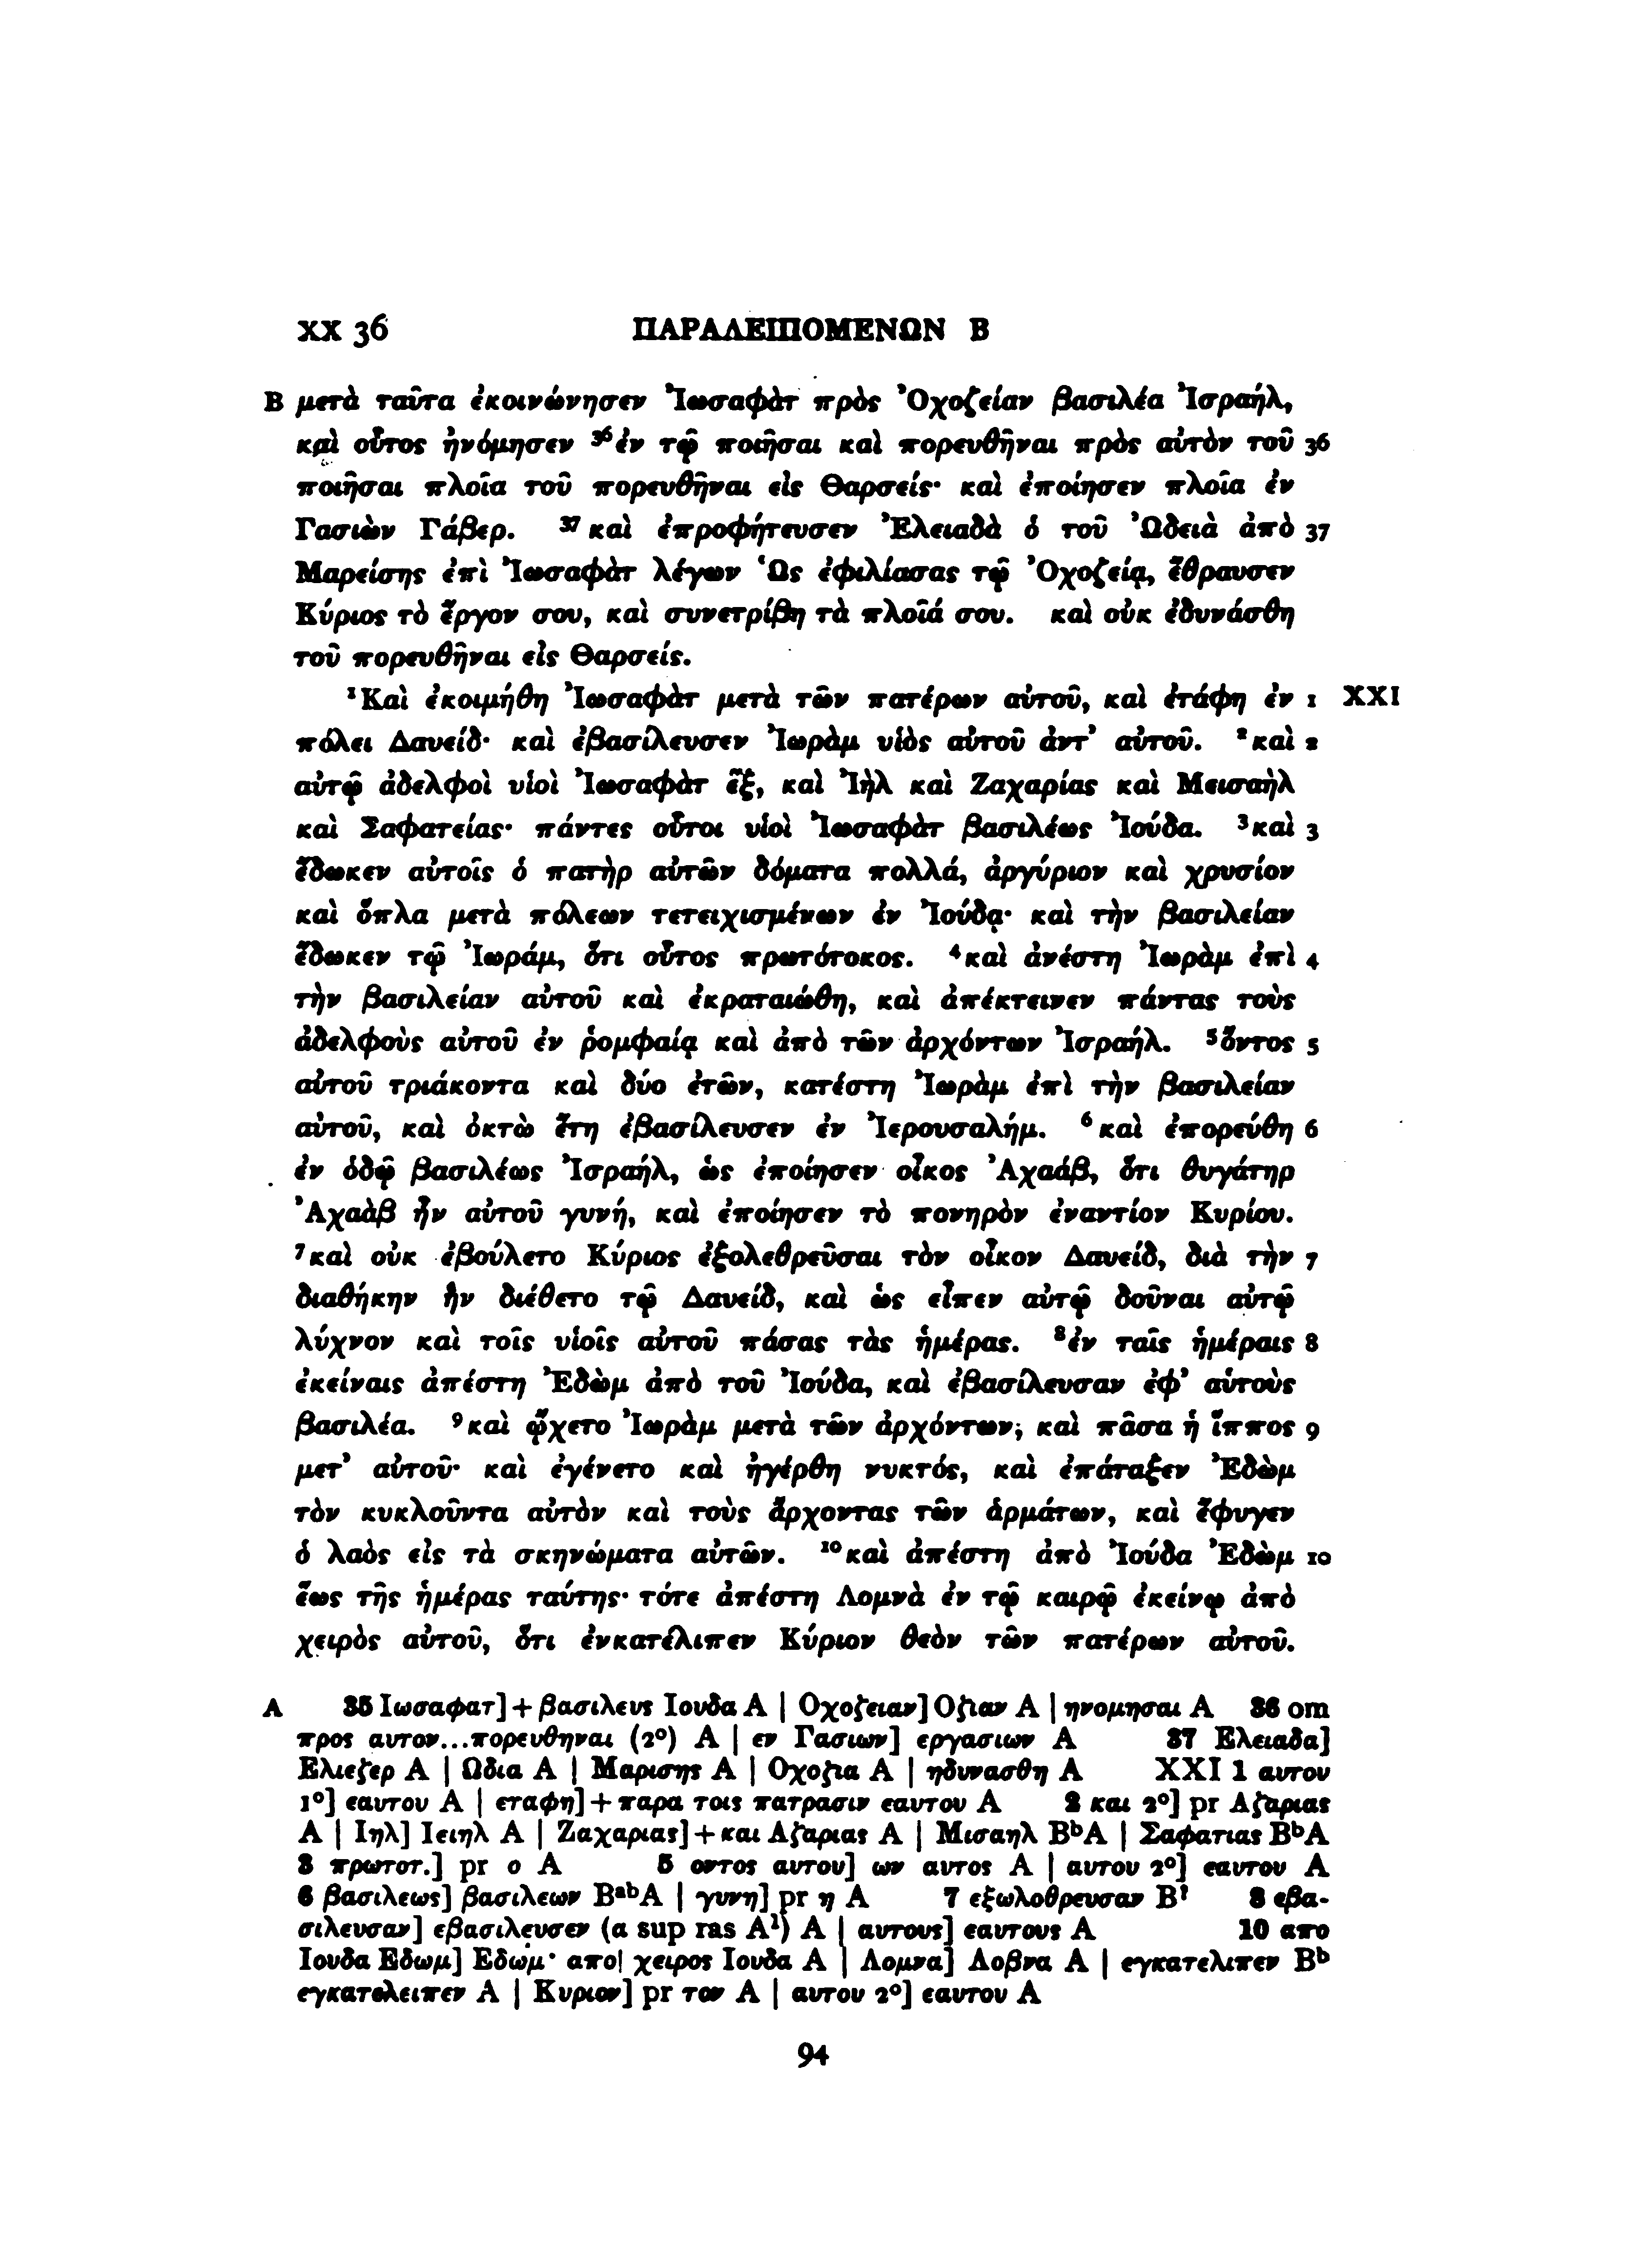 XX 36 ΠΑΡΑΛΕΙΠΟΜΕΝΩΝ Β
B μετὰ ταῦτα ἐκοινώνησεν Ἰωσαφὰτ πρὸς Ὀχοζείαν βασιλέα Ἰσραήλ,
καὶ οὗτος ἠνόμησεν ³⁶ἐν τῷ ποιῆσαι καὶ πορευθῆναι πρὸς αὐτὸν τοῦ 36
ποιῆσαι πλοῖα τοῦ πορευθῆναι εἰς Θαρσείς· καὶ ἐποίησεν πλοῖα ἐν
Γασιὼν Γάβερ. ³⁷καὶ ἐπροφήτευσεν Ἐλειαδὰ ὁ τοῦ Ὠδειὰ ἀπὸ 37
Μαρείσης ἐπὶ Ἰωσαφὰτ λέγων Ὡς ἐφιλίασας τῷ Ὀχοζείᾳ, ἔθραυσεν
Κύριος τὸ ἔργον σου, καὶ συνετρίβη τὰ πλοῖά σου. καὶ οὐκ ἐδυνάσθη
τοῦ πορευθῆναι εἰς Θαρσείς.
¹Καὶ ἐκοιμήθη Ἰωσαφὰτ μετὰ τῶν πατέρων αὐτοῦ, καὶ ἐτάφη ἐν 1 XXI
πόλει Δαυείδ· καὶ ἐβασίλευσεν Ἰωρὰμ υἱὸς αὐτοῦ ἀντ’ αὐτοῦ. ²καὶ 2
αὐτῷ ἀδελφοὶ υἱοὶ Ἰωσαφὰτ ἕξ, καὶ Ἰὴλ καὶ Ζαχαρίας καὶ Μεισαὴλ
καὶ Σαφατείας· πάντες οὗτοι υἱοὶ Ἰωσαφὰτ βασιλέως Ἰούδα. ³καὶ 3
ἔδωκεν αὐτοῖς ὁ πατὴρ αὐτῶν δόματα πολλά, ἀργύριον καὶ χρυσίον
καὶ ὅπλα μετὰ πόλεων τετειχισμένων ἐν Ἰούδᾳ· καὶ τὴν βασιλείαν
ἔδωκεν τῷ Ἰωράμ, ὅτι οὗτος πρωτότοκος. ⁴καὶ ἀνέστη Ἰωρὰμ ἐπὶ 4
τὴν βασιλείαν αὐτοῦ καὶ ἐκραταιώθη, καὶ ἀπέκτεινεν πάντας τοὺς
ἀδελφοὺς αὐτοῦ ἐν ῥομφαίᾳ καὶ ἀπὸ τῶν ἀρχόντων Ἰσραήλ. ⁵ὄντος 5
αὐτοῦ τριάκοντα καὶ δύο ἐτῶν, κατέστη Ἰωρὰμ ἐπὶ τὴν βασιλείαν
αὐτοῦ, καὶ ὀκτὼ ἔτη ἐβασίλευσεν ἐν Ἰερουσαλήμ. ⁶καὶ ἐπορεύθη 6
ἐν ὁδῷ βασιλέως Ἰσραήλ, ὡς ἐποίησεν οἶκος Ἀχαάβ, ὅτι θυγάτηρ
Ἀχαὰβ ἦν αὐτοῦ γυνή, καὶ ἐποίησεν τὸ πονηρὸν ἐναντίον Κυρίου.
⁷καὶ οὐκ ἐβούλετο Κύριος ἐξολεθρεῦσαι τὸν οἶκον Δαυείδ, διὰ τὴν 7
διαθήκην ἣν διέθετο τῷ Δαυείδ, καὶ ὡς εἶπεν αὐτῷ δοῦναι αὐτῷ
λύχνον καὶ τοῖς υἱοῖς αὐτοῦ πάσας τὰς ἡμέρας. ⁸ἐν ταῖς ἡμέραις 8
ἐκείναις ἀπέστη Ἐδὼμ ἀπὸ τοῦ Ἰούδα, καὶ ἐβασίλευσαν ἐφ’ αὑτοὺς
βασιλέα. ⁹καὶ ᾤχετο Ἰωρὰμ μετὰ τῶν ἀρχόντων, καὶ πᾶσα ἡ ἵππος 9
μετ’ αὐτοῦ· καὶ ἐγένετο καὶ ἠγέρθη νυκτός, καὶ ἐπάταξεν Ἐδὼμ
τὸν κυκλοῦντα αὐτὸν καὶ τοὺς ἄρχοντας τῶν ἁρμάτων, καὶ ἔφυγεν
ὁ λαὸς εἰς τὰ σκηνώματα αὐτῶν. ¹⁰καὶ ἀπέστη ἀπὸ Ἰούδα Ἐδὼμ 10
ἕως τῆς ἡμέρας ταύτης· τότε ἀπέστη Λομνὰ ἐν τῷ καιρῷ ἐκείνῳ ἀπὸ
χειρὸς αὐτοῦ, ὅτι ἐνκατέλιπεν Κύριον θεὸν τῶν πατέρων αὐτοῦ.
A 35 Ιωσαφατ] + βασιλευς Ιουδα A | Οχοζειαν] Οζιαν A | ηνομησαι A 36 om
προς αυτον...πορευθηναι (2º) A | εν Γασιων] εργασιων A 37 Ελειαδα]
Ελιεζερ A | Ωδια A | Μαρισης A | Οχοζια A | ηδυνασθη A XXI 1 αυτου
1º] εαυτου A | εταφη] + παρα τοις πατρασιν εαυτου A 2 και 2º] pr Αζαριας
A | Ιηλ] Ιειηλ A | Ζαχαριας] + και Αζαριας A | Μισαηλ BᵇA | Σαφατιας BᵇA
3 πρωτοτ.] pr ο A 5 οντος αυτου] ων αυτος A | αυτου 2º] εαυτου A
6 βασιλεως] βασιλεων BᵃᵇA | γυνη] pr η A 7 εξωλοθρευσαν B? 8 εβα-
σιλευσαν] εβασιλευσεν (α sup ras A¹) A | αυτους] εαυτους A 10 απο
Ιουδα Εδωμ] Εδωμ· απο| χειρος Ιουδα A | Λομνα] Λοβνα A | εγκατελιπεν Bᵇ
εγκατελειπεν A | Κυριον] pr τον A | αυτου 2º] εαυτου A
94